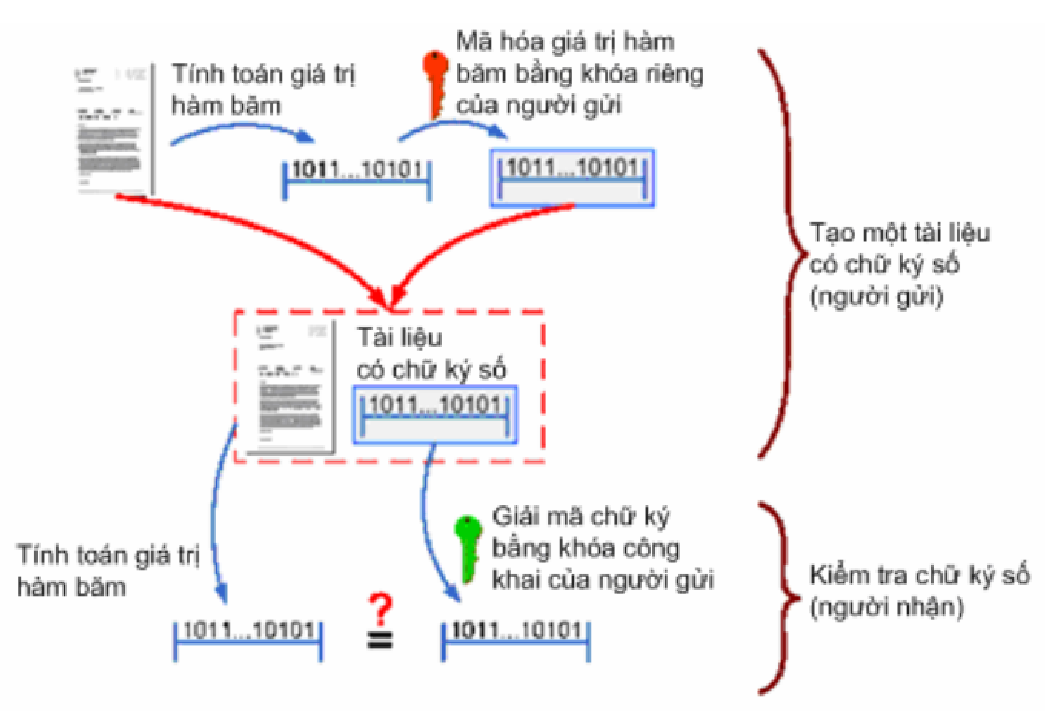 Tính toán giá trị
hàm băm
Mã hóa giá trị hàm
băm bằng khóa riêng
của người gửi
1011...10101
1011...10101
Tạo một tài liệu
có chữ ký số
(người gửi)
Tài liệu
có chữ ký số
1011...10101
Tính toán giá trị
hàm băm
Giải mã chữ ký
bằng khóa công
khai của người gửi
Kiểm tra chữ ký số
(người nhận)
1011...10101
?
=
1011...10101